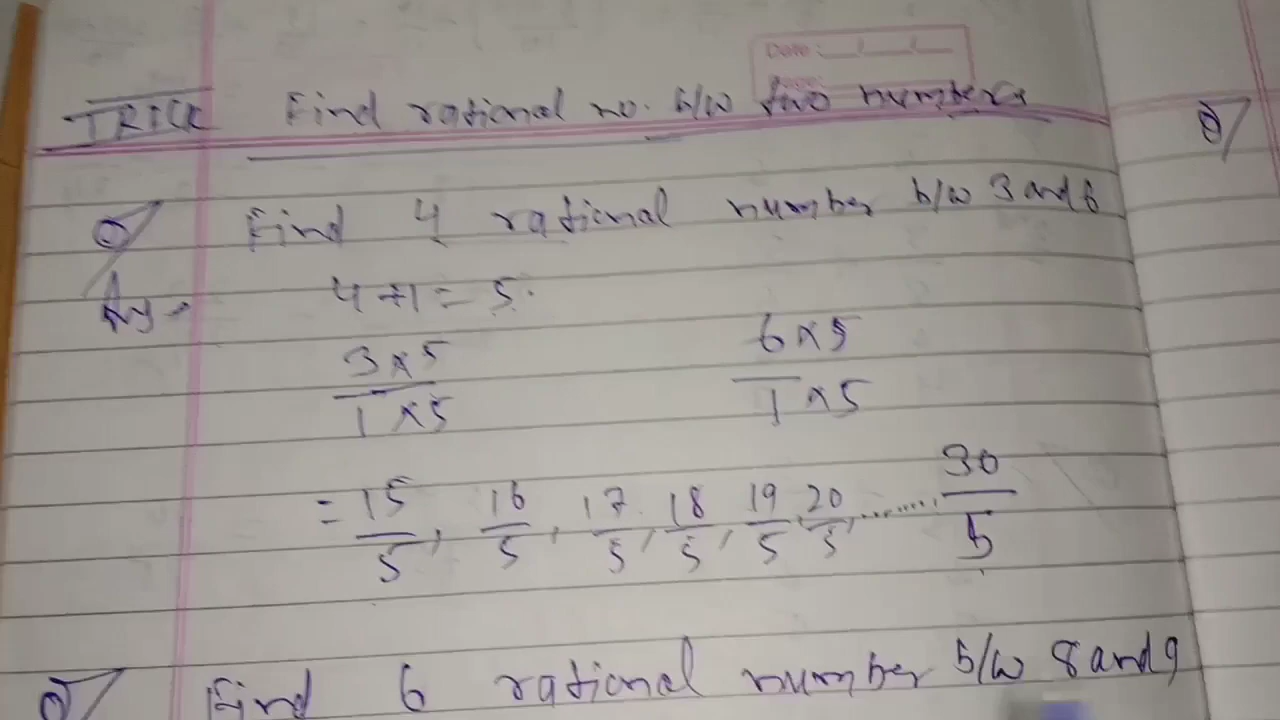 Date :
Page:
TRICK Find rational no. b/w two numbers
Q Find 4 rational number b/w 3 and 6
Q
4+1 = 5.
3×5/1×5 6×5/1×5
= 15/5, 16/5, 17/5, 18/5, 19/5, 20/5, ........ 30/5
Q Find 6 rational number b/w 8 and 9